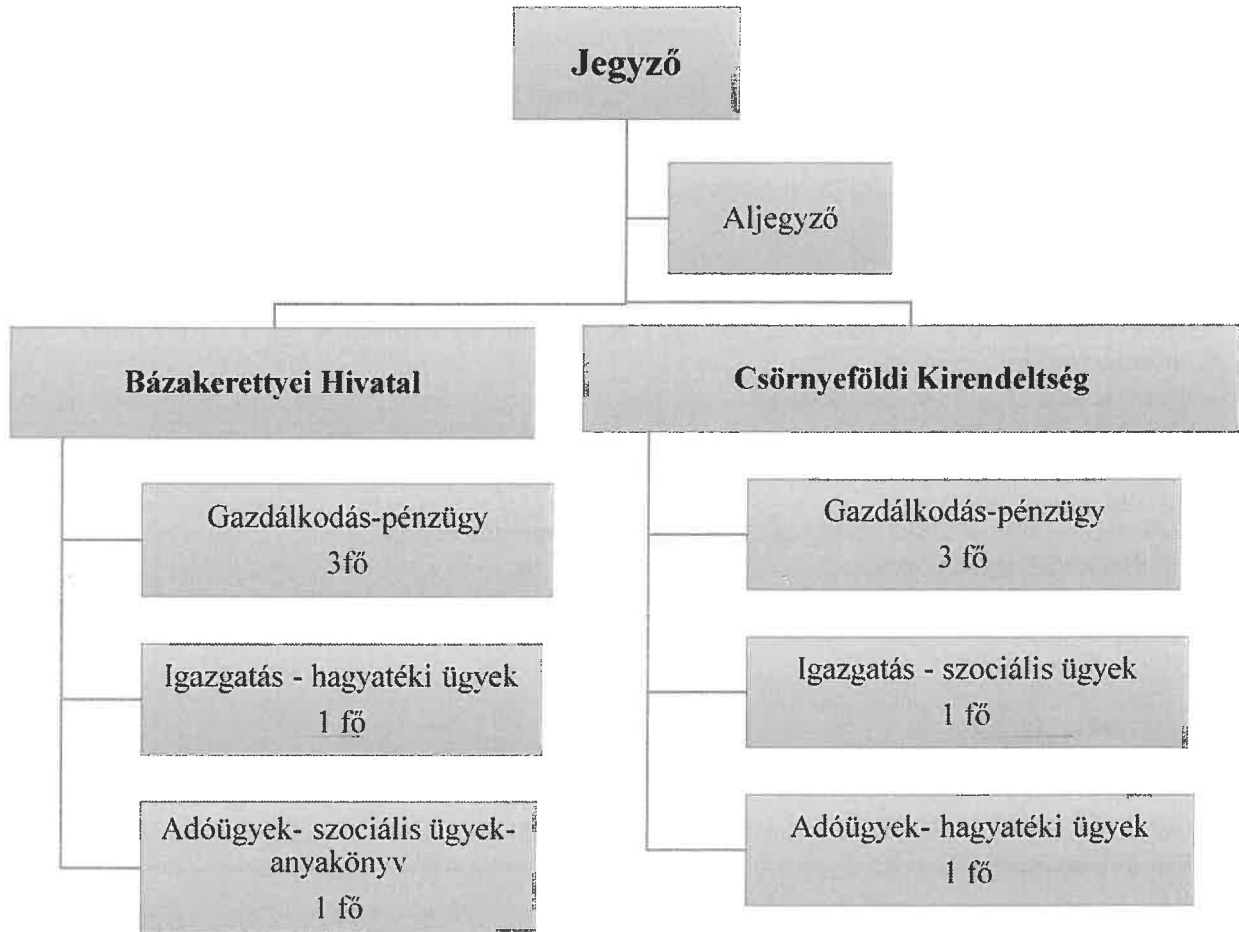 Jegyző
Aljegyző
Bázakerettyei Hivatal
Gazdálkodás-pénzügy
3fő
Igazgatás - hagyatéki ügyek
1 fő
Adóügyek- szociális ügyek-
anyakönyv
1 fő
Csörnyeföldi Kirendeltség
Gazdálkodás-pénzügy
3 fő
Igazgatás - szociális ügyek
1 fő
Adóügyek- hagyatéki ügyek
1 fő